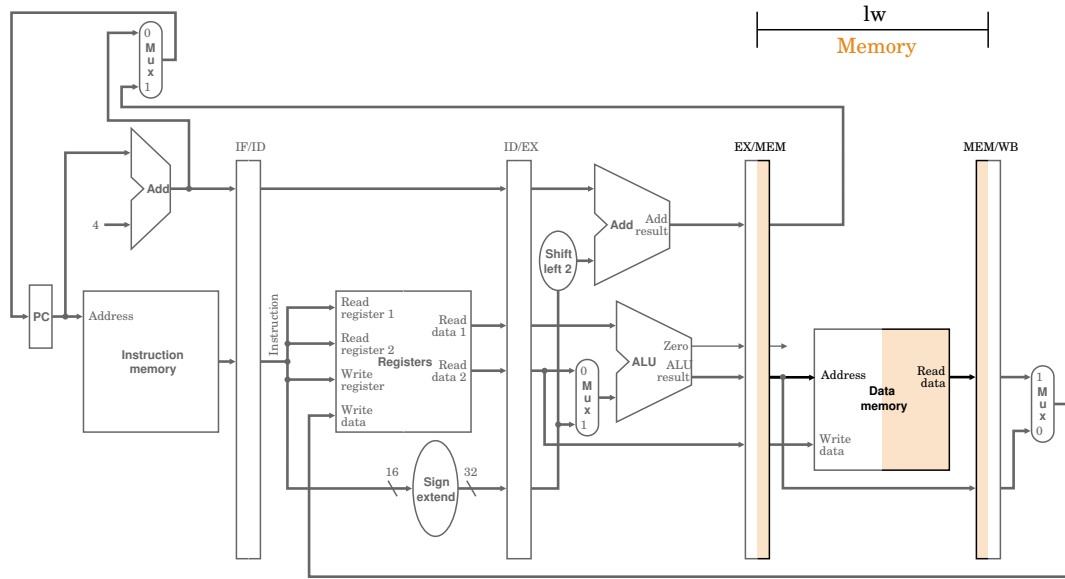 lw
Memory
0
M
u
x
1
IF/ID
ID/EX
EX/MEM
MEM/WB
Add
4
Add
Add
result
Shift
left 2
PC
Address
Instruction
memory
Instruction
Read
register 1
Read
register 2
Write
register
Write
data
Registers
Read
data 1
Read
data 2
0
M
u
x
1
ALU
Zero
ALU
result
Address
Read
data
Data
memory
Write
data
1
M
u
x
0
16
Sign
extend
32